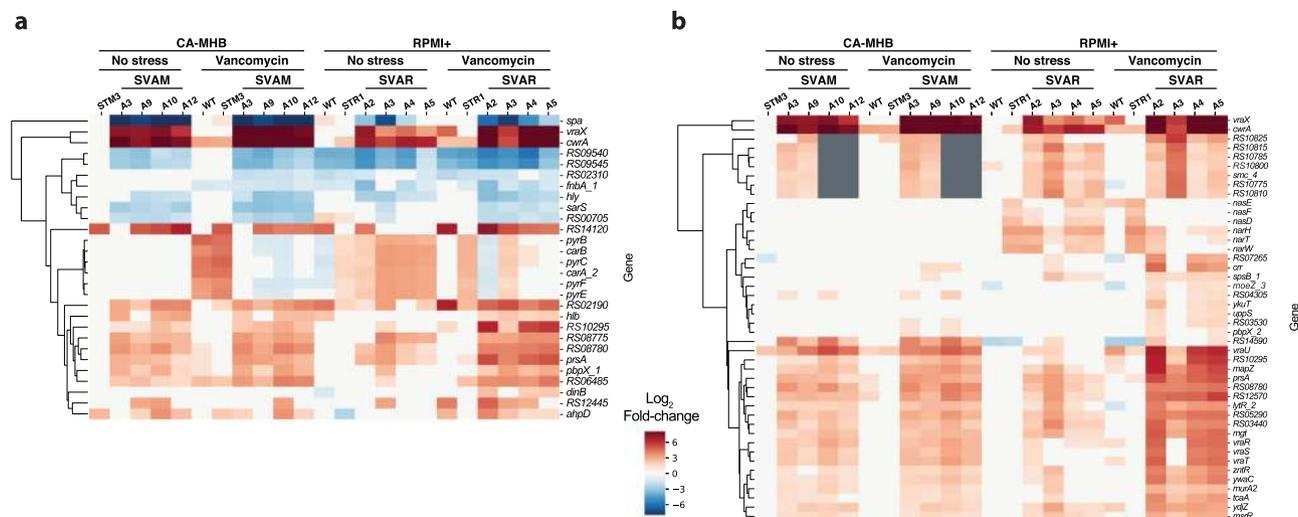 a
CA-MHB RPMI+
No stress Vancomycin No stress Vancomycin
SVAM SVAM SVAR SVAR
STM3 A3 A9 A10 A12 WT STM3 A3 A9 A10 A12 WT STR1 A2 A3 A4 A5 WT STR1 A2 A3 A4 A5
spa
vraX
cwrA
RS09540
RS09545
RS02310
fnbA_1
hly
sarS
RS00705
RS14120
pyrB
carB
pyrC
carA_2
pyrF
pyrE
RS02190
hlb
RS10295
RS08775
RS08780
prsA
pbpX_1
RS06485
dinB
RS12445
ahpD
Gene
Log2
Fold-change
6
3
0
−3
−6
b
CA-MHB RPMI+
No stress Vancomycin No stress Vancomycin
SVAM SVAM SVAR SVAR
STM3 A3 A9 A10 A12 WT STM3 A3 A9 A10 A12 WT STR1 A2 A3 A4 A5 WT STR1 A2 A3 A4 A5
vraX
cwrA
RS10825
RS10815
RS10785
RS10800
smc_4
RS10775
RS10810
nasE
nasF
nasD
narH
narT
narW
RS07265
crr
spsB_1
moeZ_3
RS04305
ykuT
uppS
RS03530
pbpX_2
RS14590
vraU
RS10295
mapZ
prsA
RS08780
RS12570
lytR_2
RS05290
RS03440
mgt
vraR
vraS
vraT
zntR
ywaC
murA2
tcaA
ydjZ
msrR
Gene